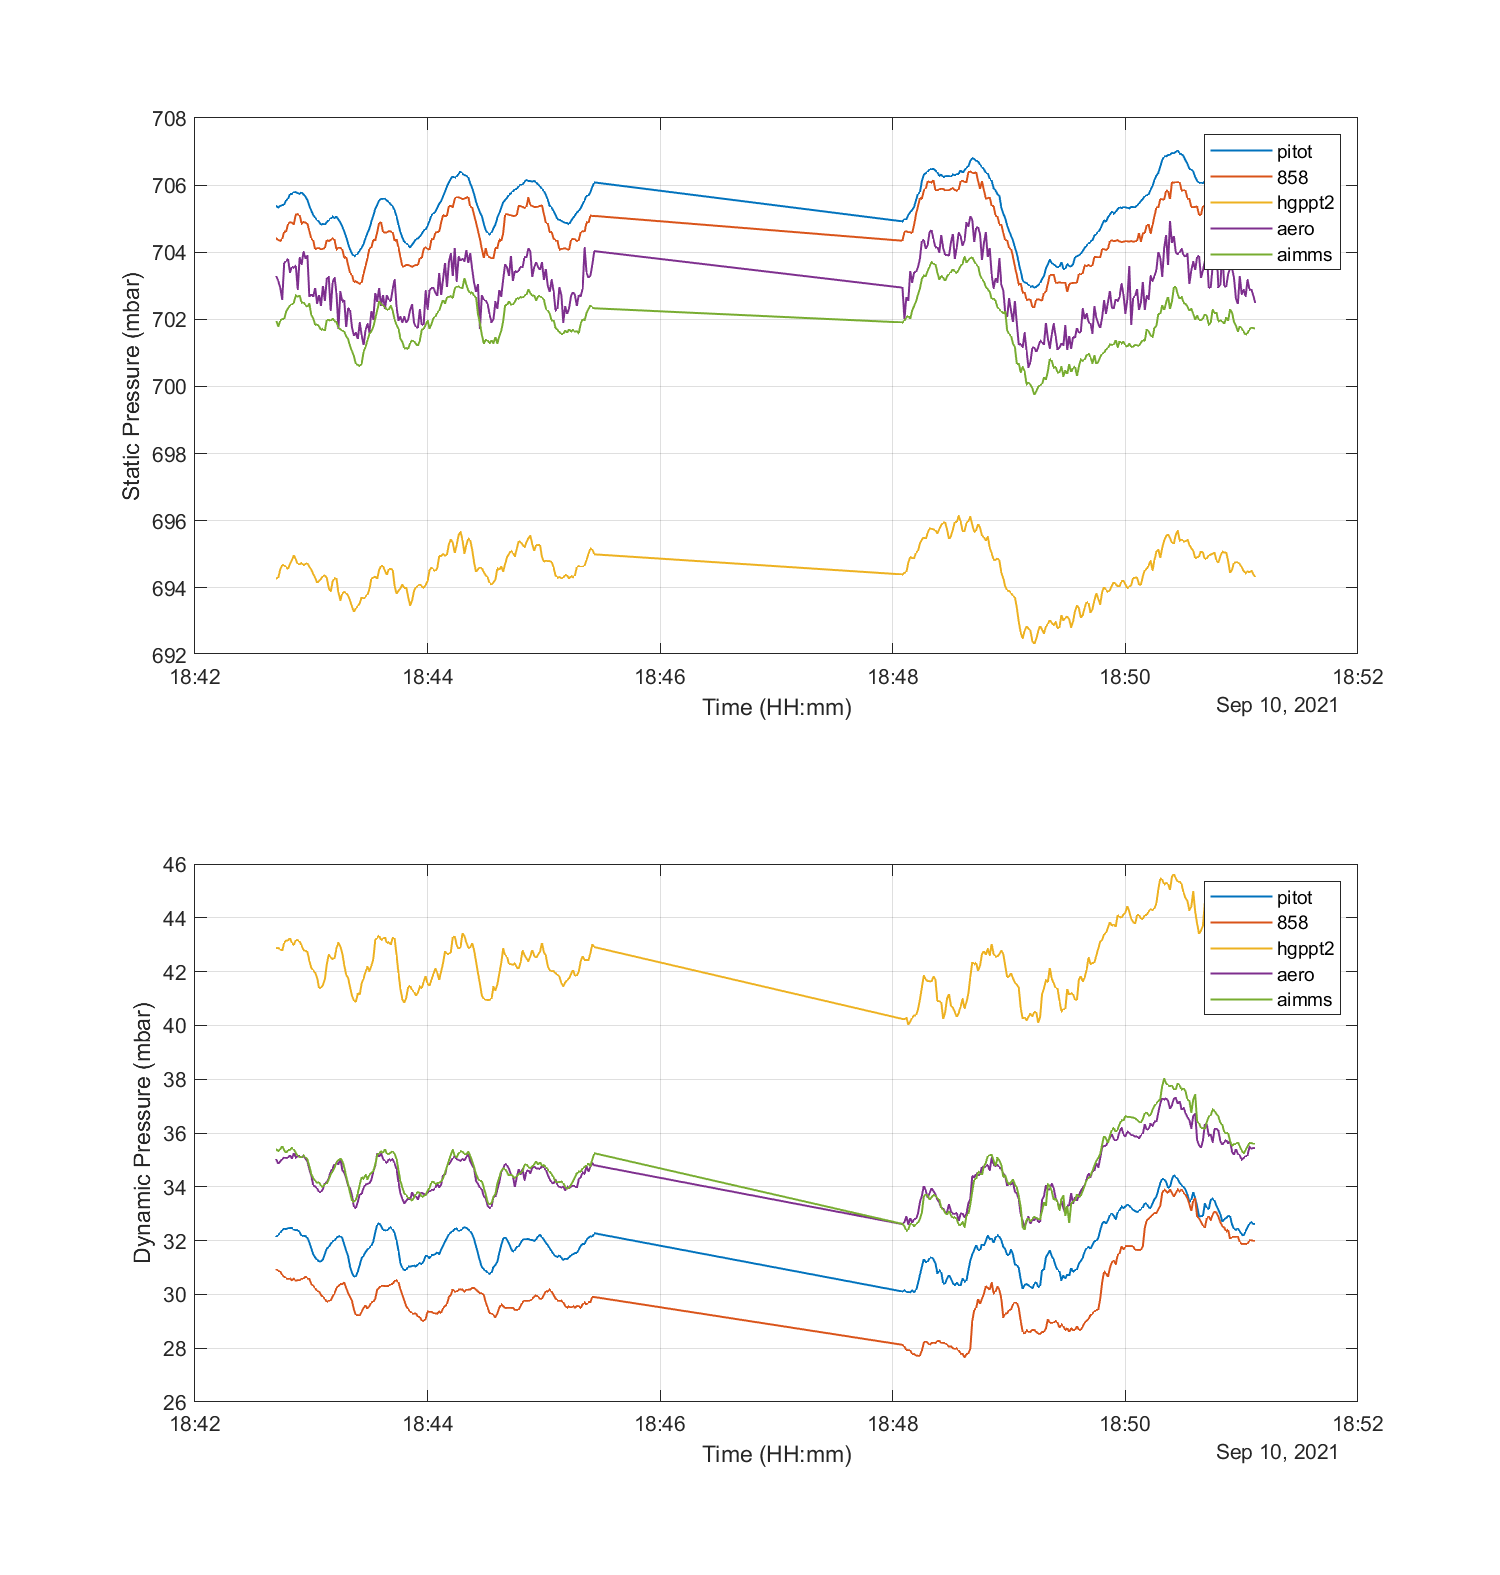 708
706
704
702
700
698
696
694
692
Static Pressure (mbar)
pitot
858
hgppt2
aero
aimms
18:42 18:44 18:46 18:48 18:50 18:52
Time (HH:mm)
Sep 10, 2021
46
44
42
40
38
36
34
32
30
28
26
Dynamic Pressure (mbar)
pitot
858
hgppt2
aero
aimms
18:42 18:44 18:46 18:48 18:50 18:52
Time (HH:mm)
Sep 10, 2021